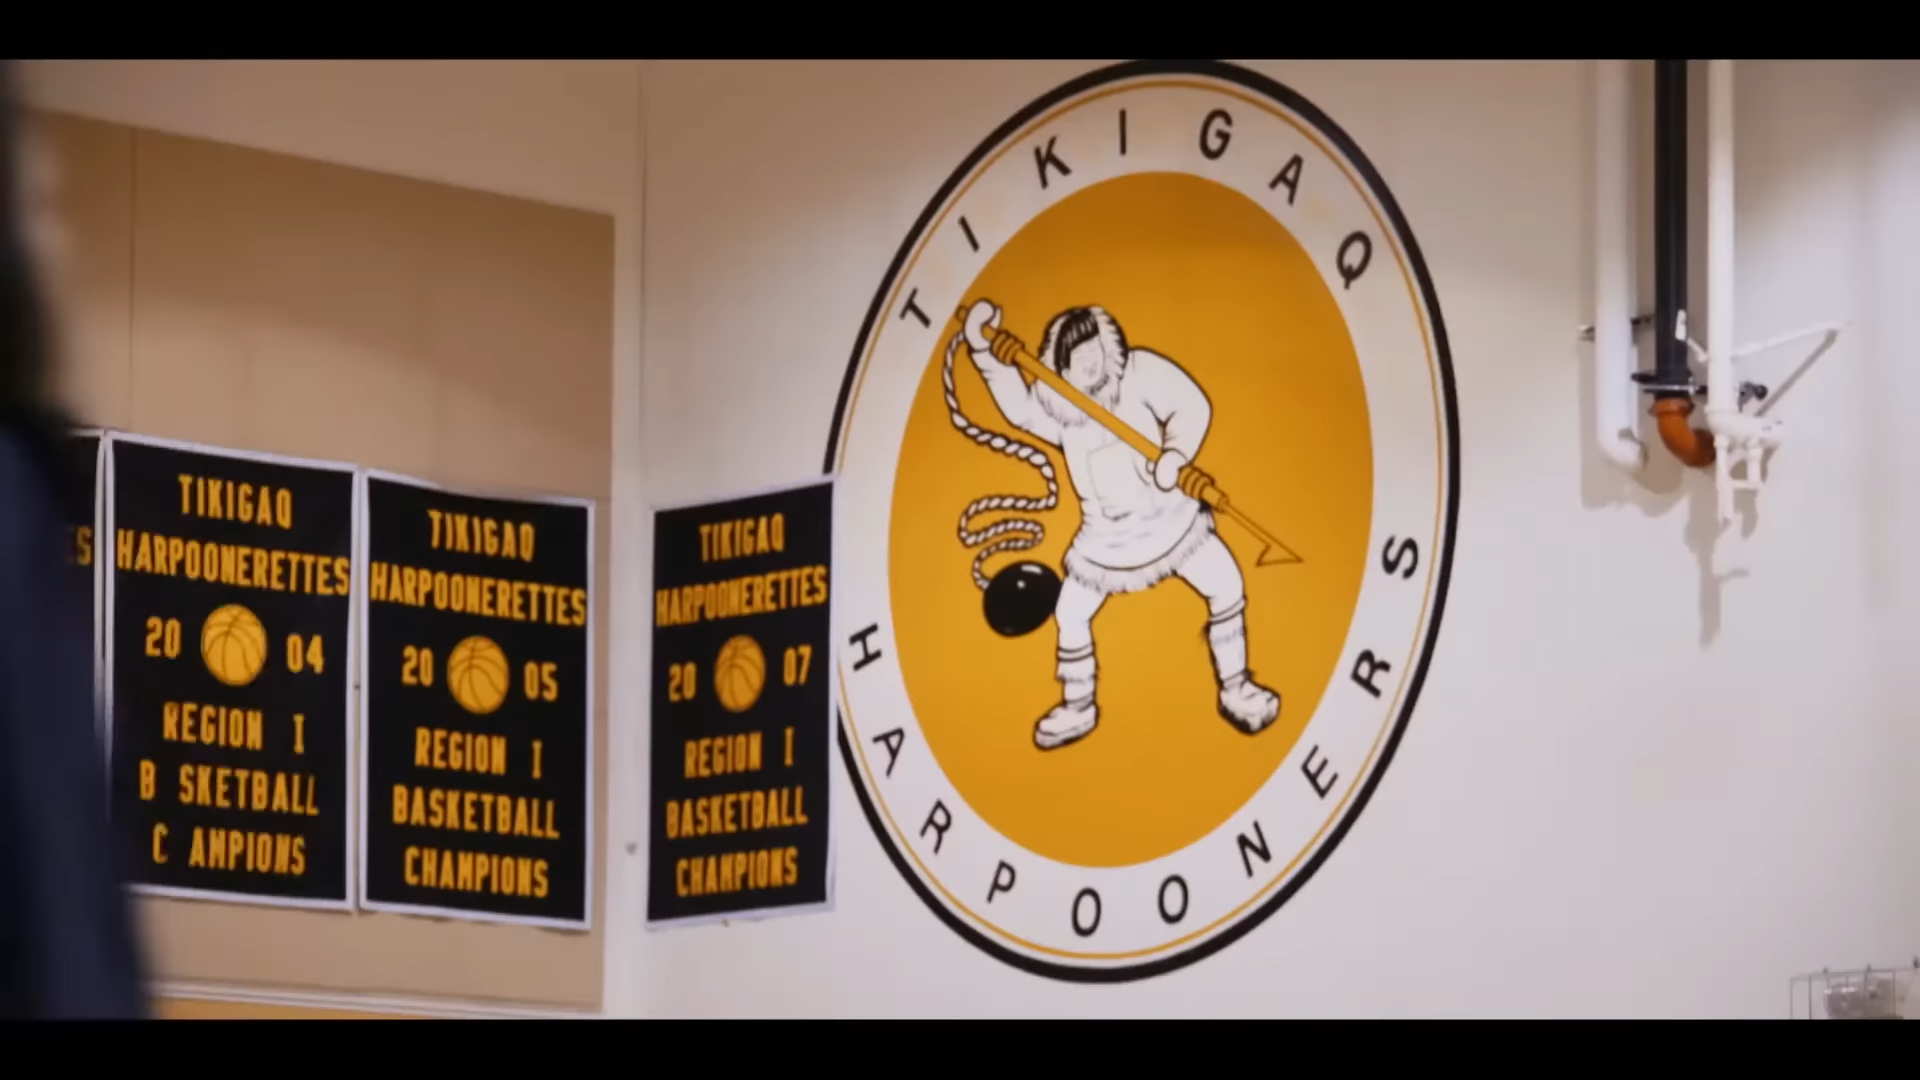 TIKIGAQ
HARPOONERETTES
20 04
REGION I
B SKETBALL
C AMPIONS
TIKIGAQ
HARPOONERETTES
20 05
REGION I
BASKETBALL
CHAMPIONS
TIKIGAQ
HARPOONERETTES
20 07
REGION I
BASKETBALL
CHAMPIONS
TIKIGAQ
HARPOONERS